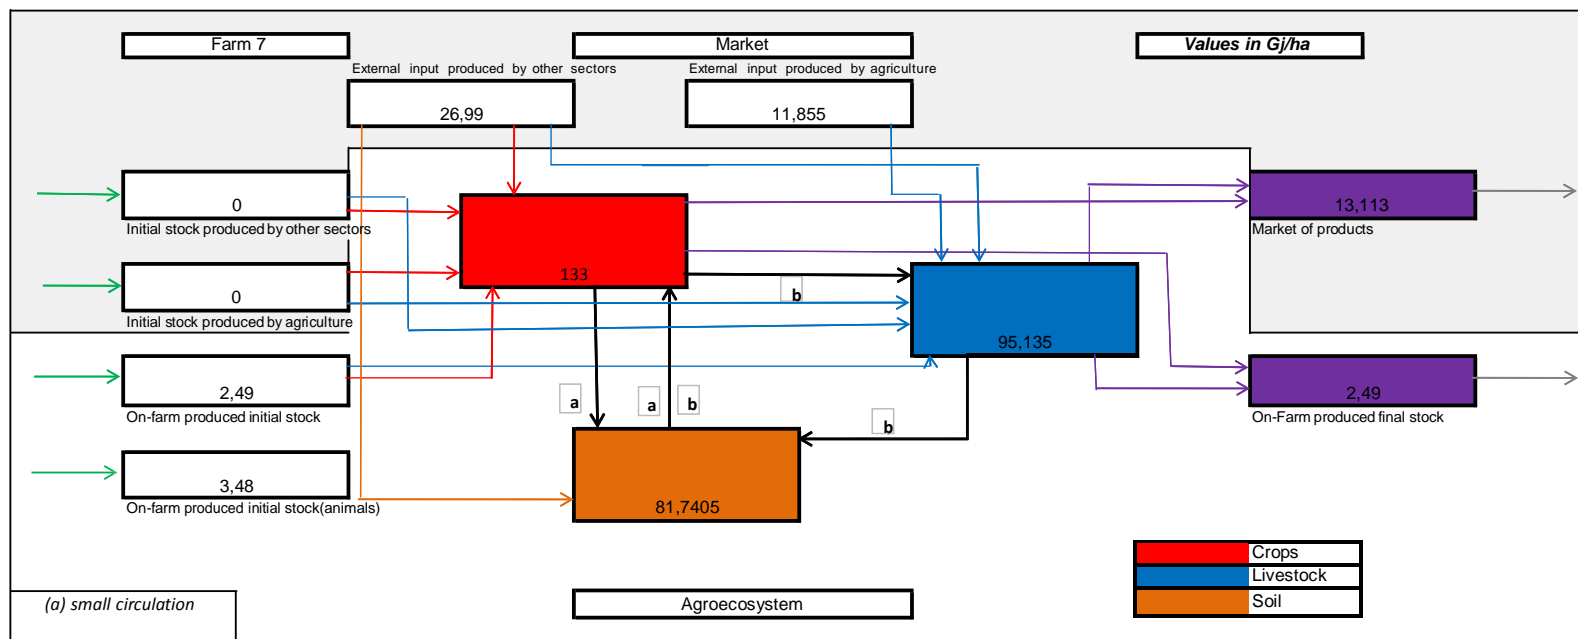 Farm 7
Market
Values in Gj/ha
External input produced by other sectors
External input produced by agriculture
26,99
11,855
0
Initial stock produced by other sectors
13,113
Market of products
133
0
Initial stock produced by agriculture
b
95,135
2,49
On-farm produced initial stock
a
a
b
b
2,49
On-Farm produced final stock
3,48
On-farm produced initial stock(animals)
81,7405
Crops
Livestock
Soil
(a) small circulation
Agroecosystem